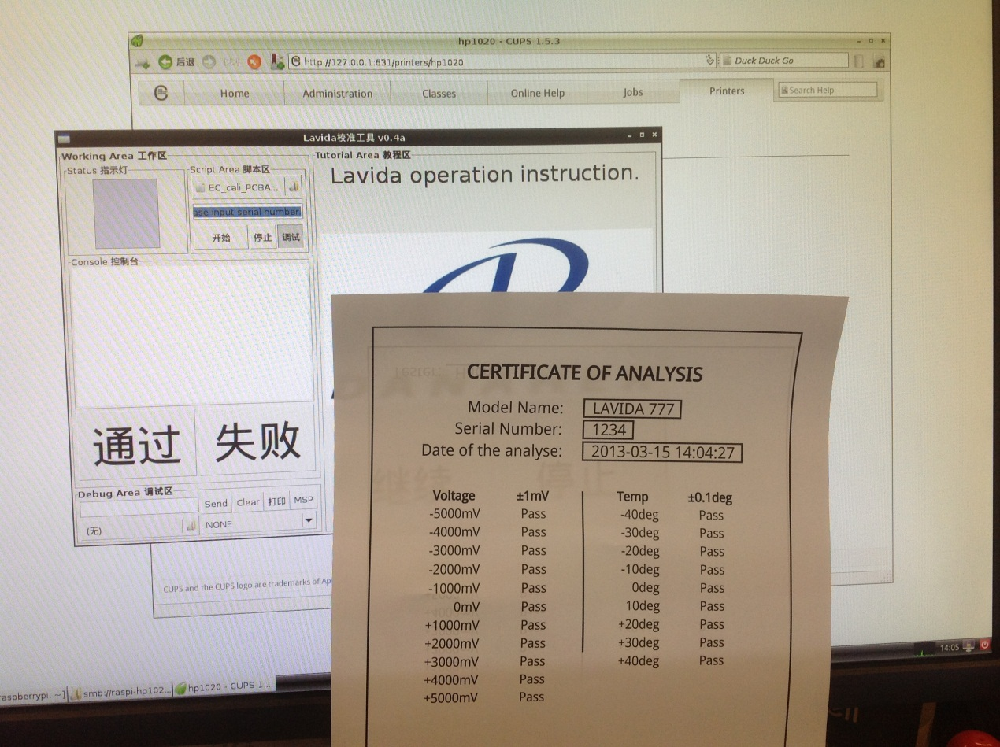 hp1020 - CUPS 1.5.3
后退
http://127.0.0.1:631/printers/hp1020
Duck Duck Go
Home
Administration
Classes
Online Help
Jobs
Printers
Search Help
Lavida校准工具 v0.4a
Working Area 工作区
Status 指示灯
Script Area 脚本区
EC_cali_PCBA...
ase input serial number
开始
停止
调试
Console 控制台
通过
失败
Debug Area 调试区
Send
Clear
打印
MSP
(无)
NONE
Tutorial Area 教程区
Lavida operation instruction.
CUPS and the CUPS logo are trademarks of Ap
CERTIFICATE OF ANALYSIS
Model Name: LAVIDA 777
Serial Number: 1234
Date of the analyse: 2013-03-15 14:04:27
Voltage ±1mV Temp ±0.1deg
-5000mV Pass -40deg Pass
-4000mV Pass -30deg Pass
-3000mV Pass -20deg Pass
-2000mV Pass -10deg Pass
-1000mV Pass 0deg Pass
0mV Pass 10deg Pass
+1000mV Pass +20deg Pass
+2000mV Pass +30deg Pass
+3000mV Pass +40deg Pass
+4000mV Pass
+5000mV Pass
aspberrypi: ~]
smb://raspi-hp102...
hp1020 - CUPS 1....
14:05